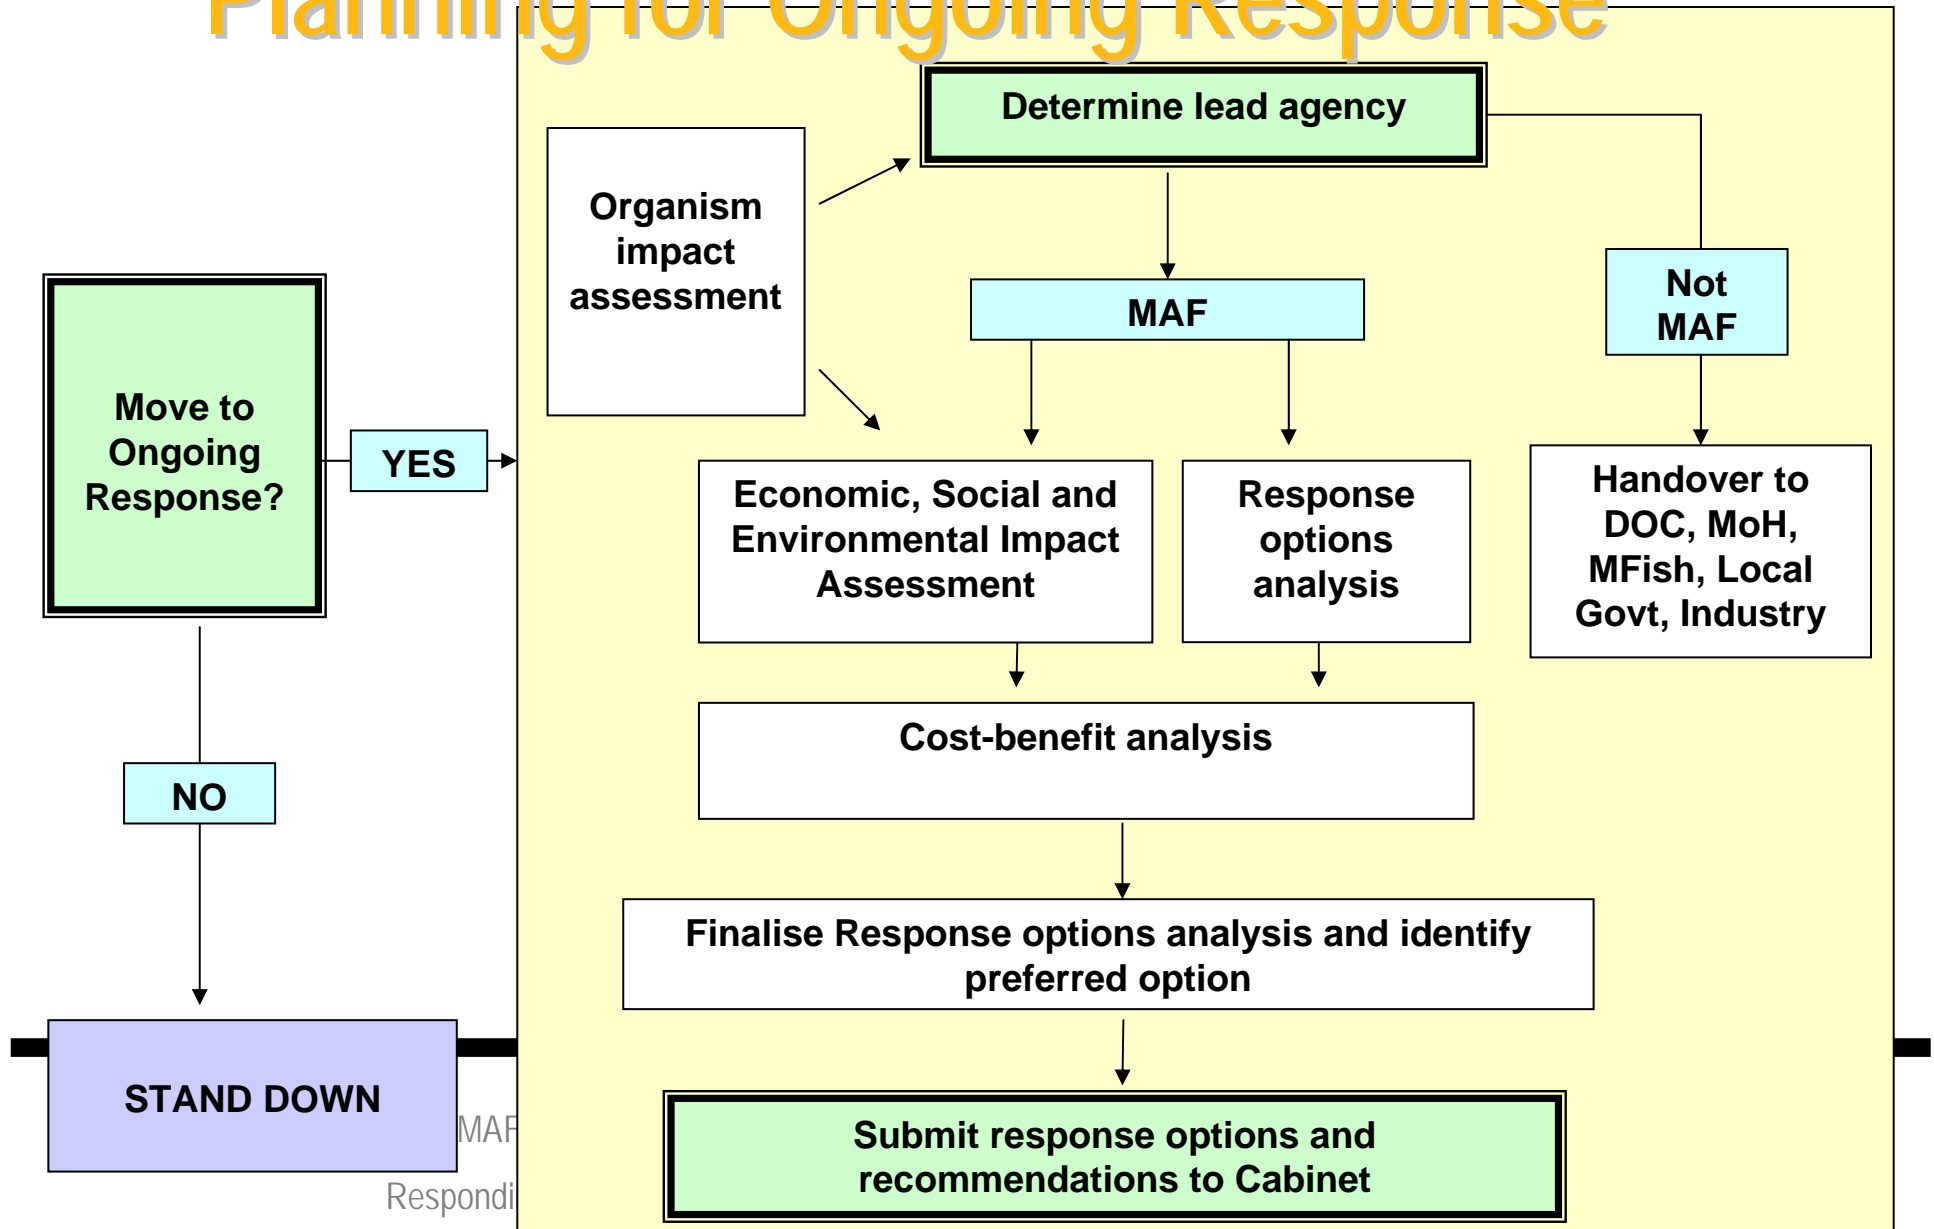 Planning for Ongoing Response
Determine lead agency
Organism
impact
assessment
MAF
Not
MAF
Move to
Ongoing
Response?
YES
Economic, Social and
Environmental Impact
Assessment
Response
options
analysis
Handover to
DOC, MoH,
MFish, Local
Govt, Industry
Cost-benefit analysis
NO
Finalise Response options analysis and identify
preferred option
STAND DOWN
MAF
Submit response options and
recommendations to Cabinet
Respondi